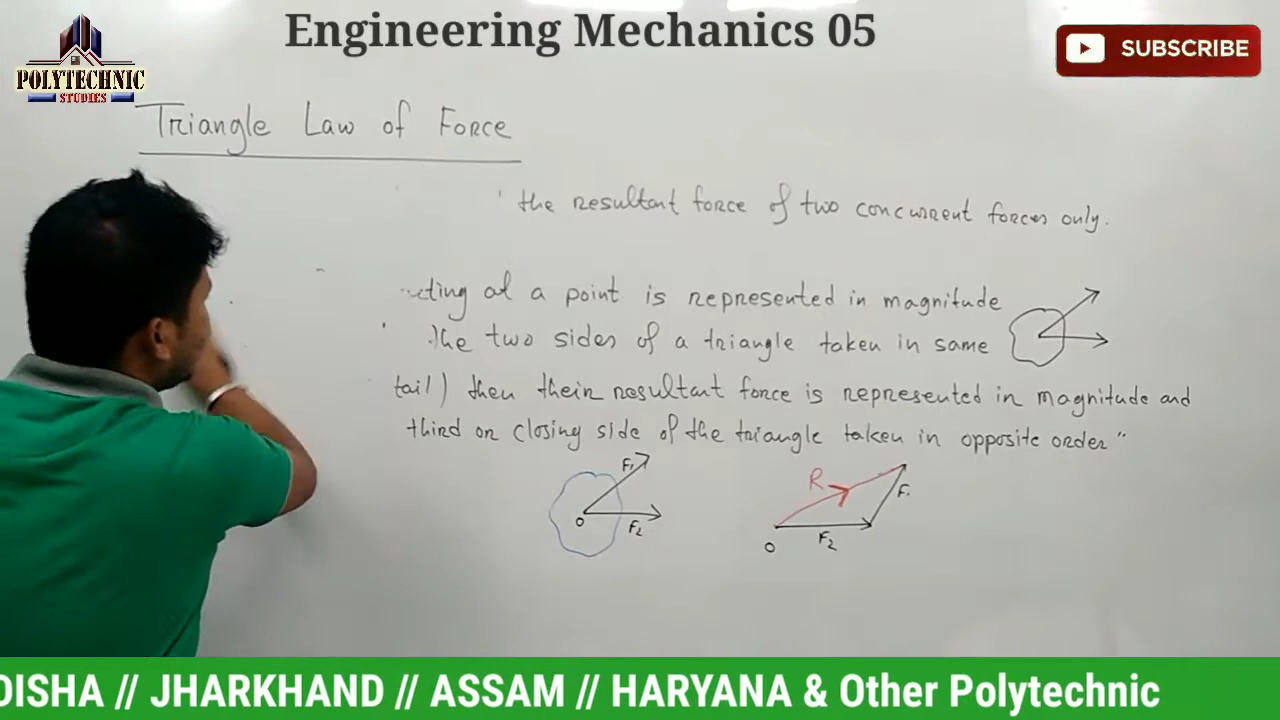 Engineering Mechanics 05
SUBSCRIBE
POLYTECHNIC
STUDIES
Triangle Law of Force
the resultant force of two concurrent forces only.
cting at a point is represented in magnitude
the two sides of a triangle taken in same
tail) then their resultant force is represented in magnitude and
third or closing side of the triangle taken in opposite order"
F1
F2
O
R
F
F2
O
DISHA // JHARKHAND // ASSAM // HARYANA & Other Polytechnic